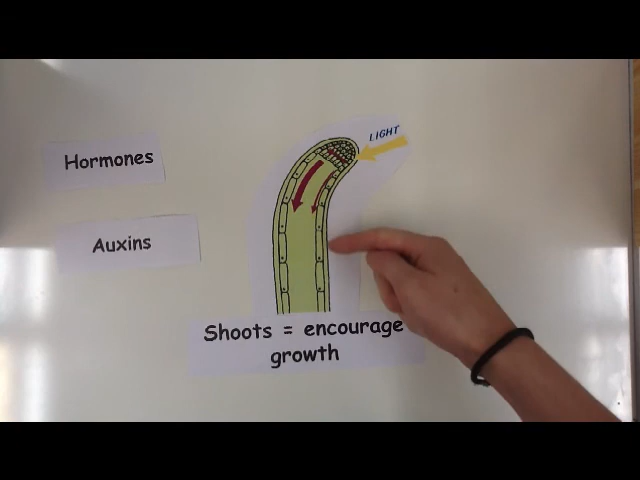 Hormones
LIGHT
Auxins
Shoots = encourage
growth